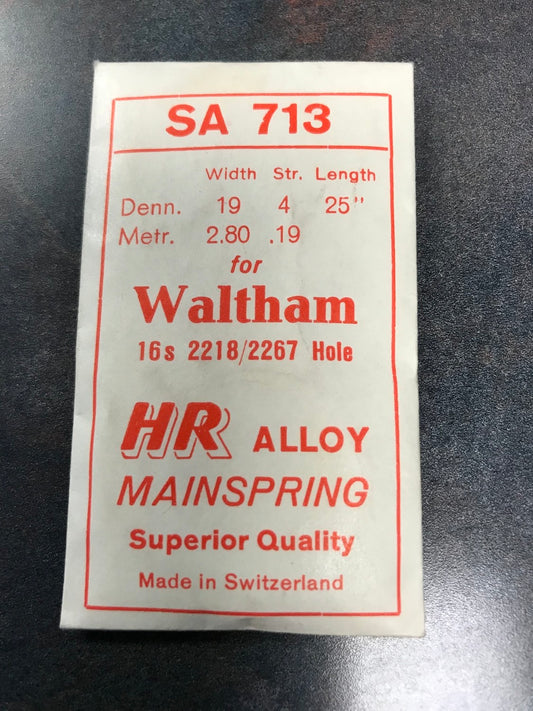 SA 713
Width Str. Length
Denn. 19 4 25"
Metr. 2.80 .19
for
Waltham
16s 2218/2267 Hole
HR ALLOY
MAINSPRING
Superior Quality
Made in Switzerland